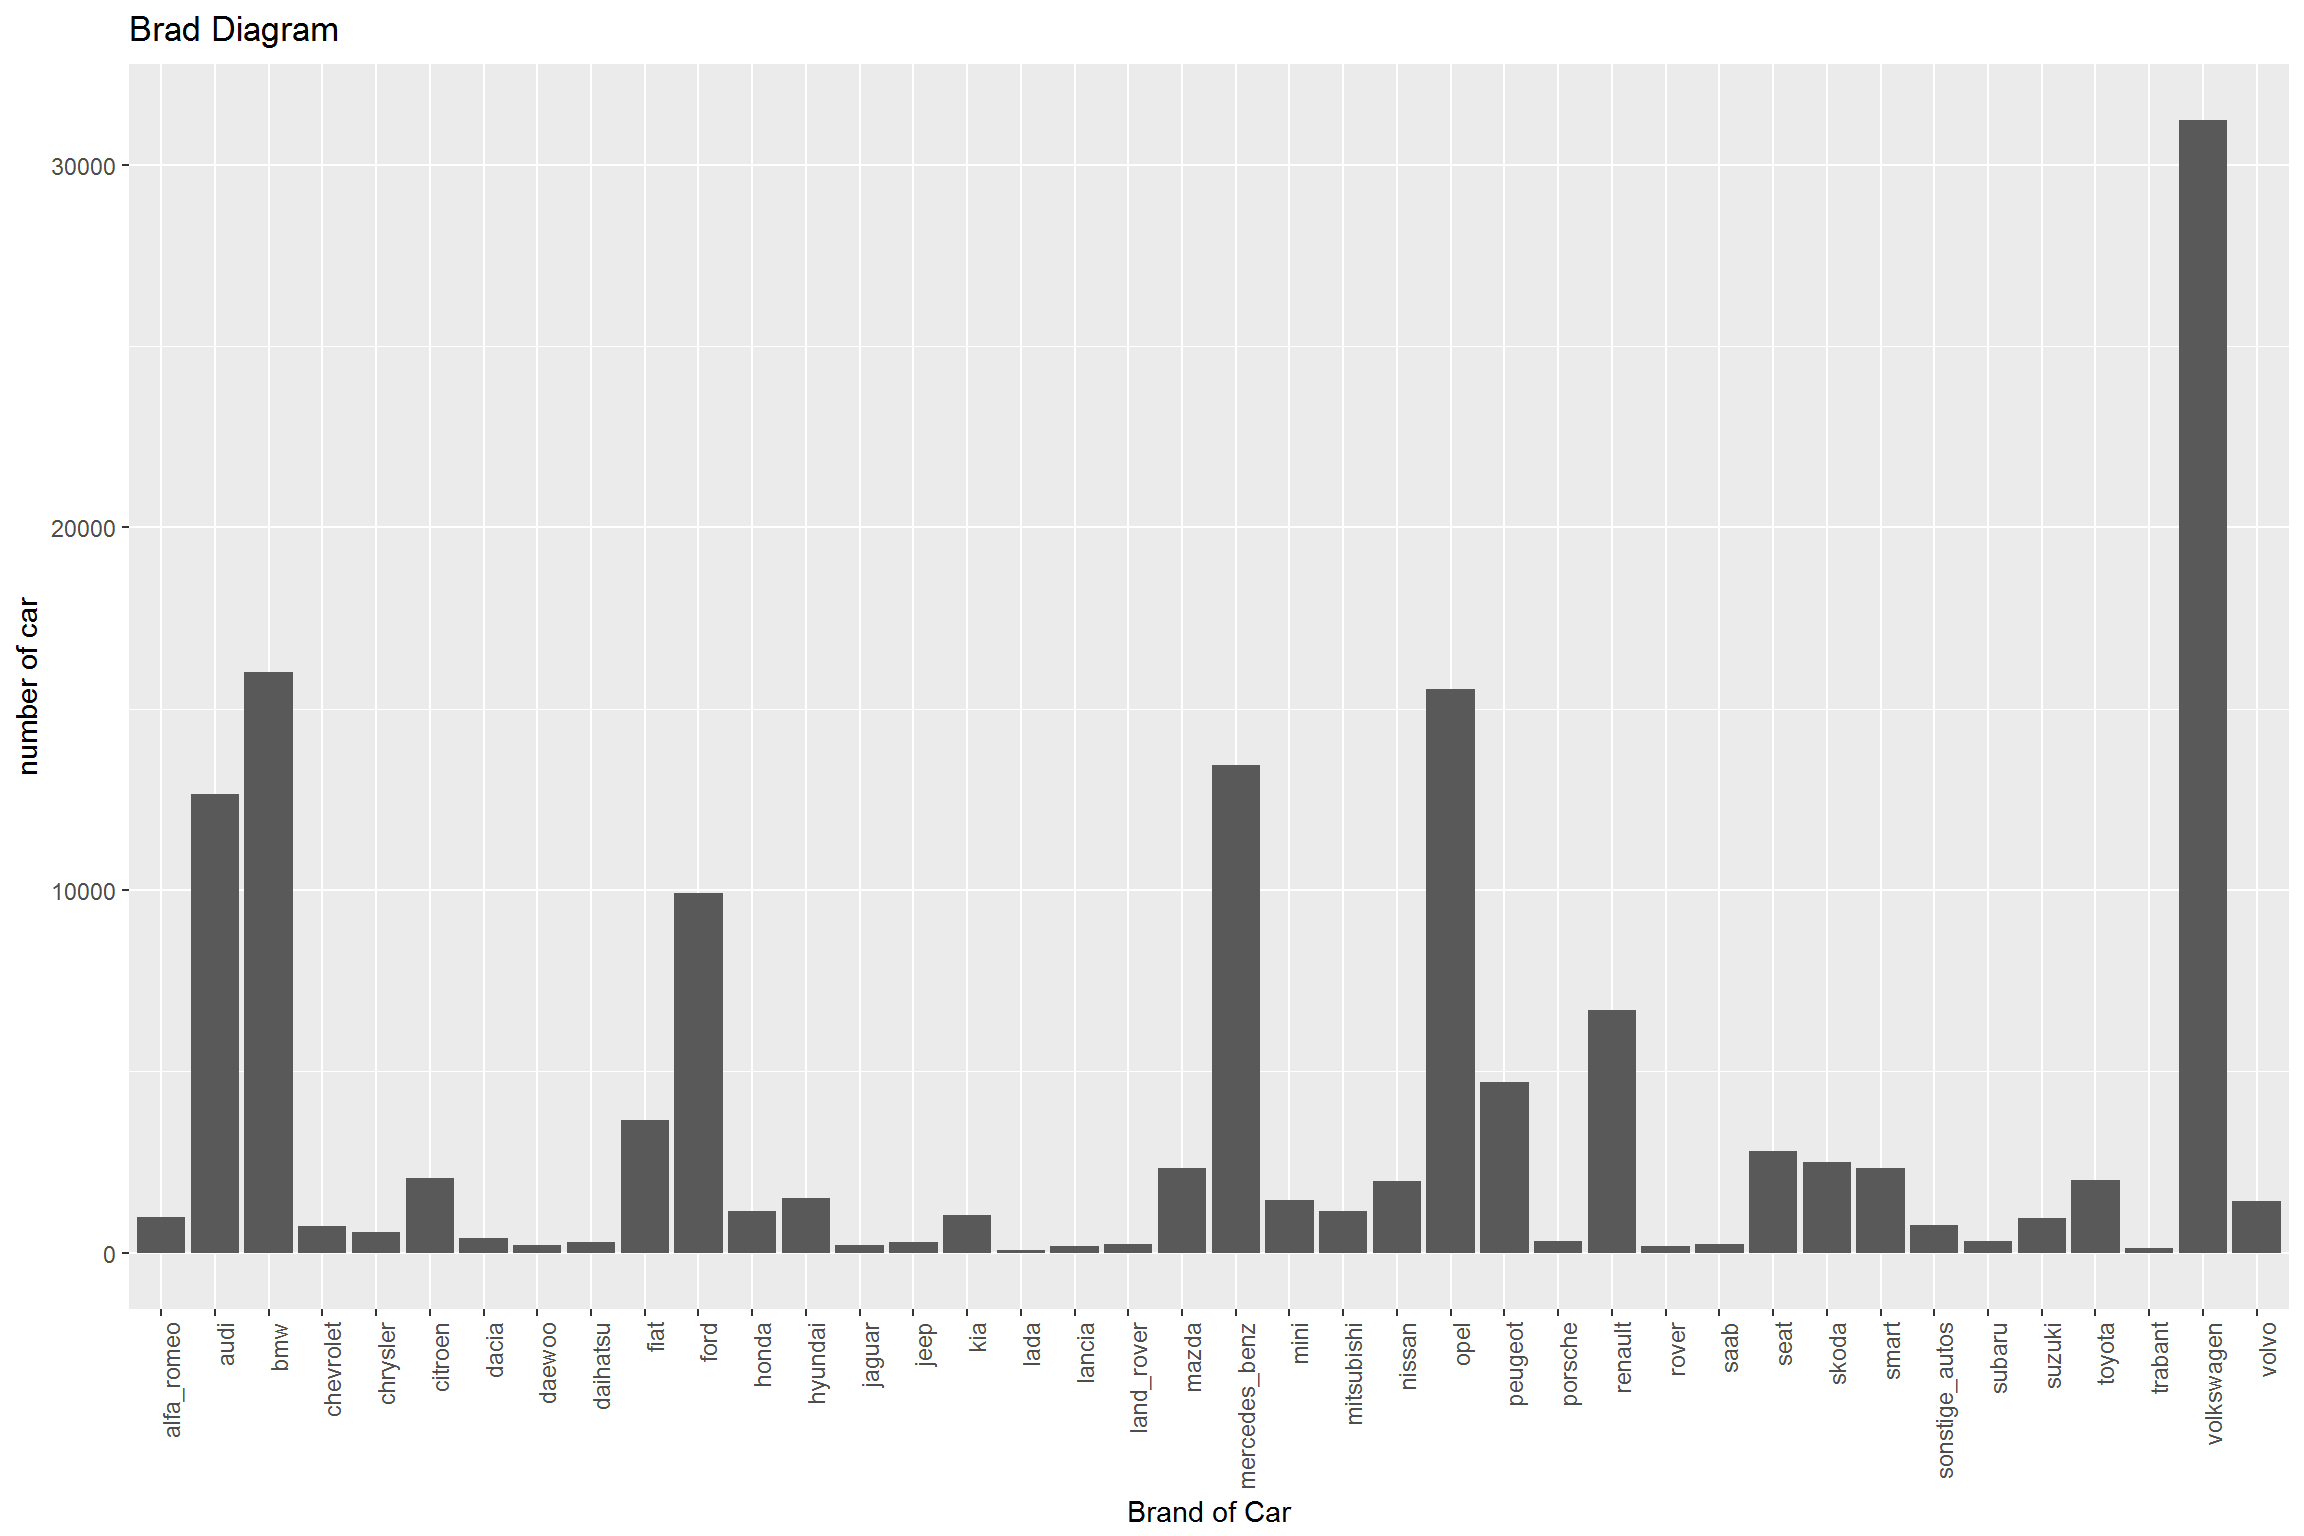 Brad Diagram
number of car
30000
20000
10000
0
alfa_romeo
audi
bmw
chevrolet
chrysler
citroen
dacia
daewoo
daihatsu
fiat
ford
honda
hyundai
jaguar
jeep
kia
lada
lancia
land_rover
mazda
mercedes_benz
mini
mitsubishi
nissan
opel
peugeot
porsche
renault
rover
saab
seat
skoda
smart
sonstige_autos
subaru
suzuki
toyota
trabant
volkswagen
volvo
Brand of Car